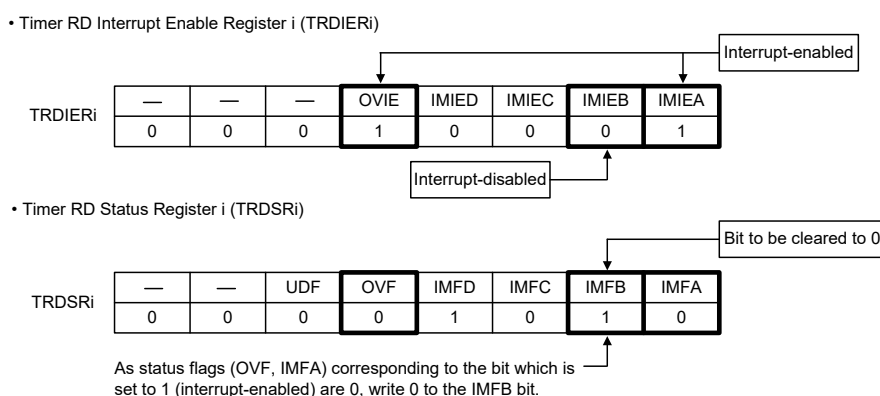 • Timer RD Interrupt Enable Register i (TRDIERi)
Interrupt-enabled
TRDIERi
— — — OVIE IMIED IMIEC IMIEB IMIEA
0 0 0 1 0 0 0 1
Interrupt-disabled
• Timer RD Status Register i (TRDSRi)
Bit to be cleared to 0
TRDSRi
— — UDF OVF IMFD IMFC IMFB IMFA
0 0 0 0 1 0 1 0
As status flags (OVF, IMFA) corresponding to the bit which is
set to 1 (interrupt-enabled) are 0, write 0 to the IMFB bit.